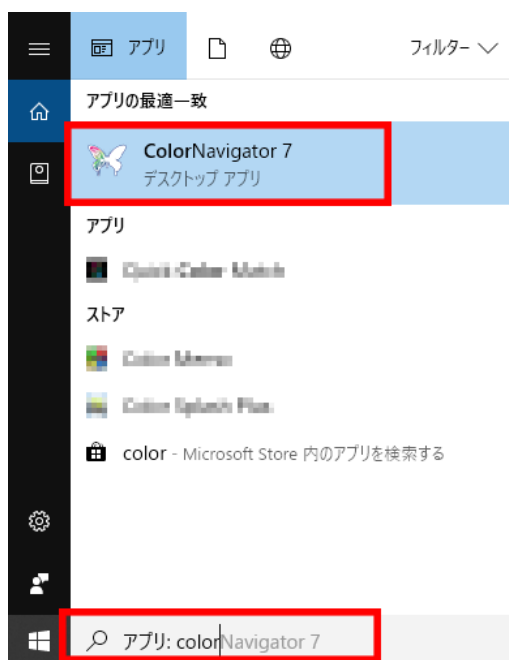 アプリ
フィルター
アプリの最適一致
ColorNavigator 7
デスクトップ アプリ
アプリ
ストア
color - Microsoft Store 内のアプリを検索する
アプリ: colorNavigator 7